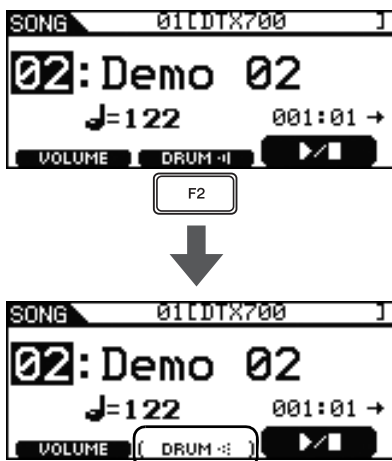 SONG 01[DTX700 ]
02:Demo 02
♩=122 001:01 →
VOLUME DRUM
F2
SONG 01[DTX700 ]
02:Demo 02
♩=122 001:01 →
VOLUME DRUM